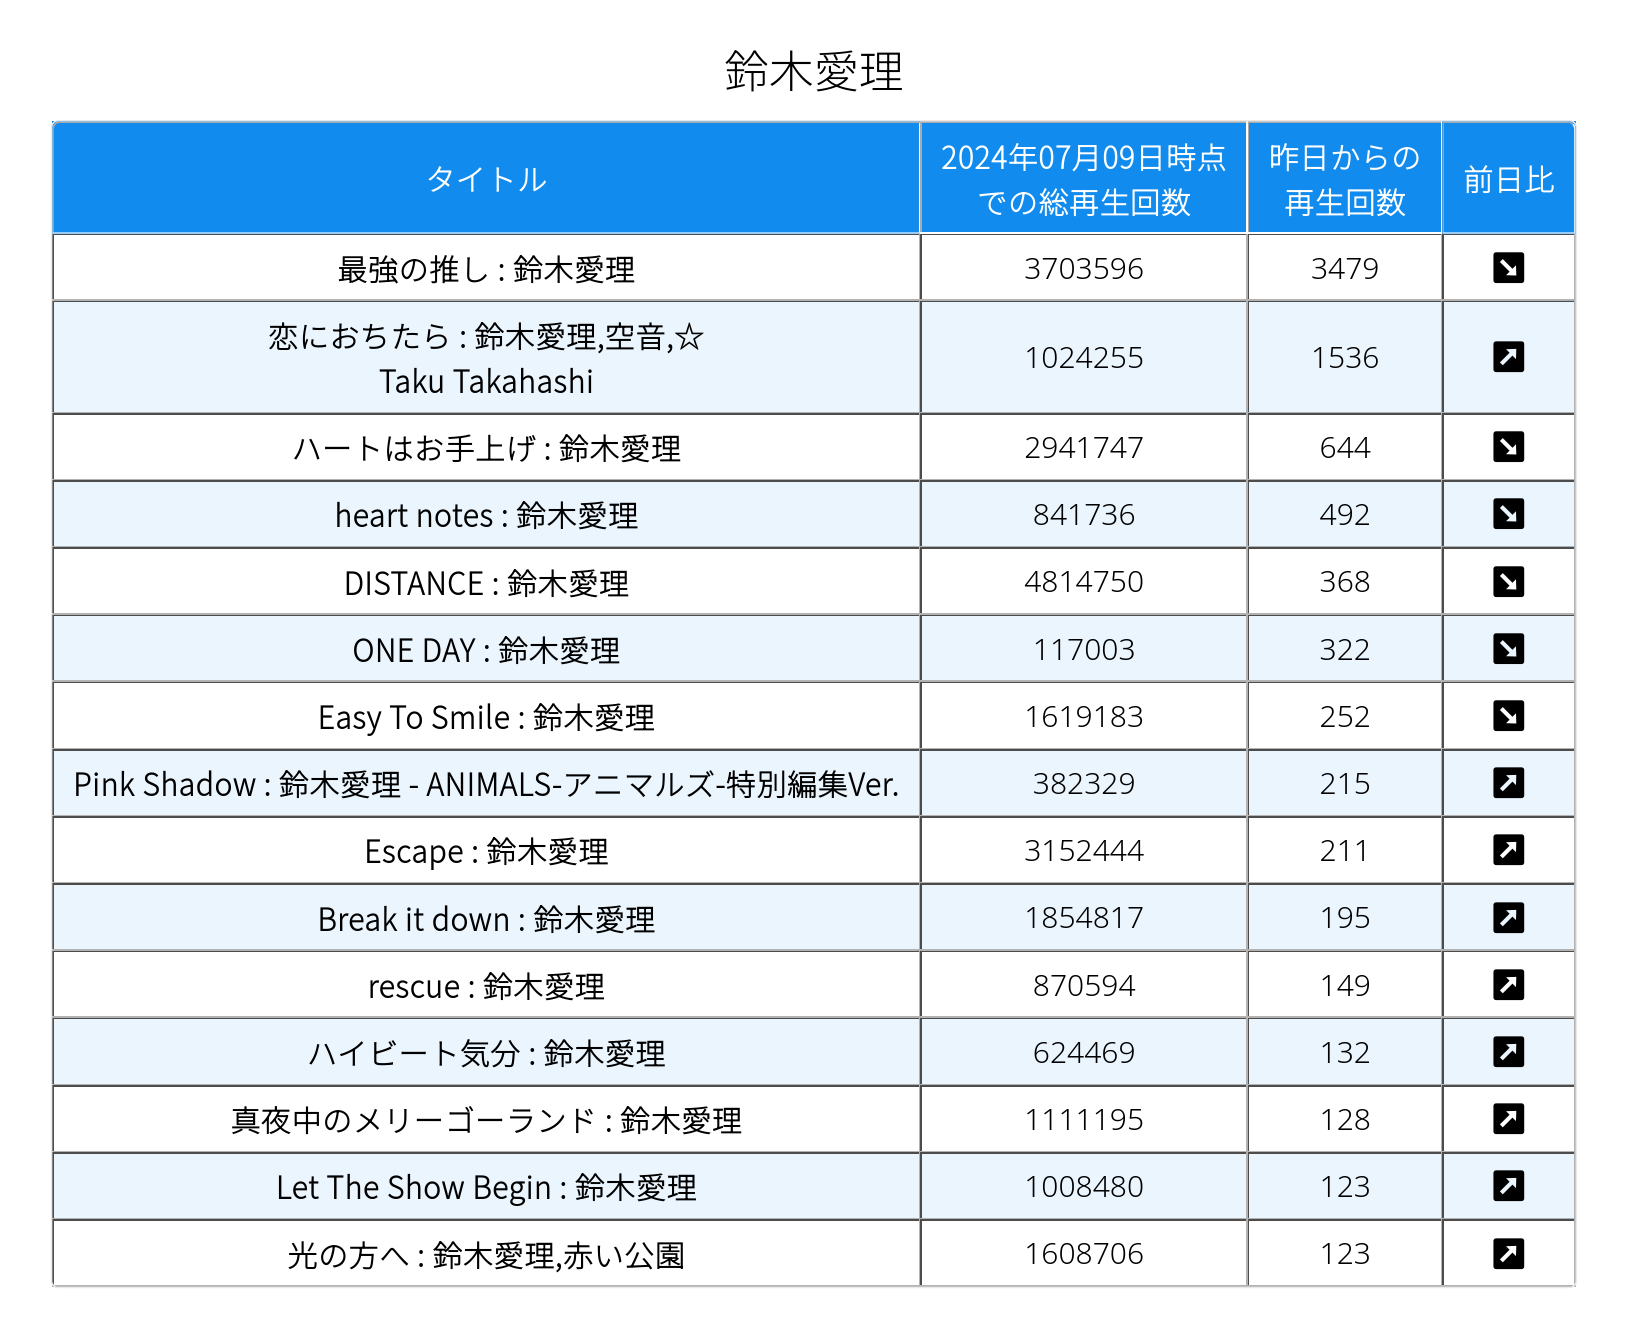 鈴木愛理
タイトル
2024年07月09日時点
での総再生回数
昨日からの
再生回数
前日比
最強の推し : 鈴木愛理 3703596 3479
恋におちたら : 鈴木愛理,空音,☆
Taku Takahashi
1024255 1536
ハートはお手上げ : 鈴木愛理 2941747 644
heart notes : 鈴木愛理 841736 492
DISTANCE : 鈴木愛理 4814750 368
ONE DAY : 鈴木愛理 117003 322
Easy To Smile : 鈴木愛理 1619183 252
Pink Shadow : 鈴木愛理 - ANIMALS-アニマルズ-特別編集Ver. 382329 215
Escape : 鈴木愛理 3152444 211
Break it down : 鈴木愛理 1854817 195
rescue : 鈴木愛理 870594 149
ハイビート気分 : 鈴木愛理 624469 132
真夜中のメリーゴーランド : 鈴木愛理 1111195 128
Let The Show Begin : 鈴木愛理 1008480 123
光の方へ : 鈴木愛理,赤い公園 1608706 123